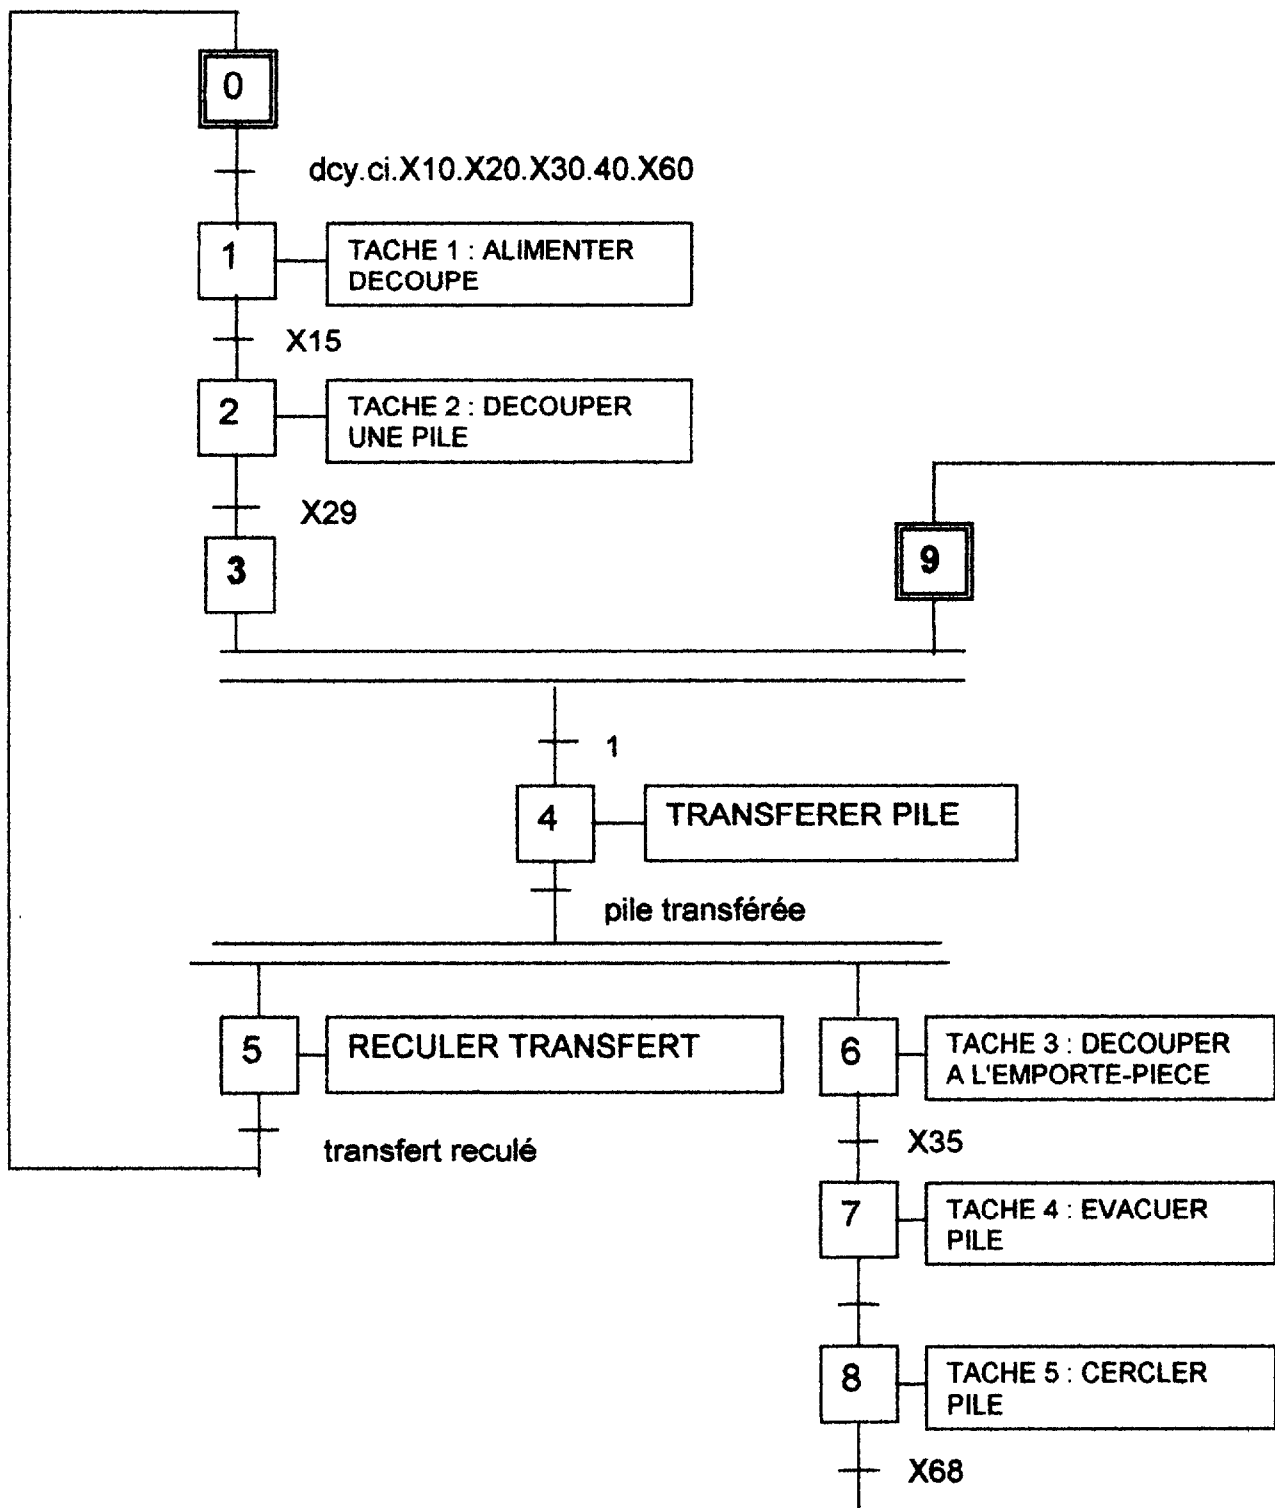 0
dcy.ci.X10.X20.X30.40.X60
1
TACHE 1 : ALIMENTER
DECOUPE
X15
2
TACHE 2 : DECOUPER
UNE PILE
X29
3
9
1
4
TRANSFERER PILE
pile transférée
5
RECULER TRANSFERT
transfert reculé
6
TACHE 3 : DECOUPER
A L'EMPORTE-PIECE
X35
7
TACHE 4 : EVACUER
PILE
8
TACHE 5 : CERCLER
PILE
X68